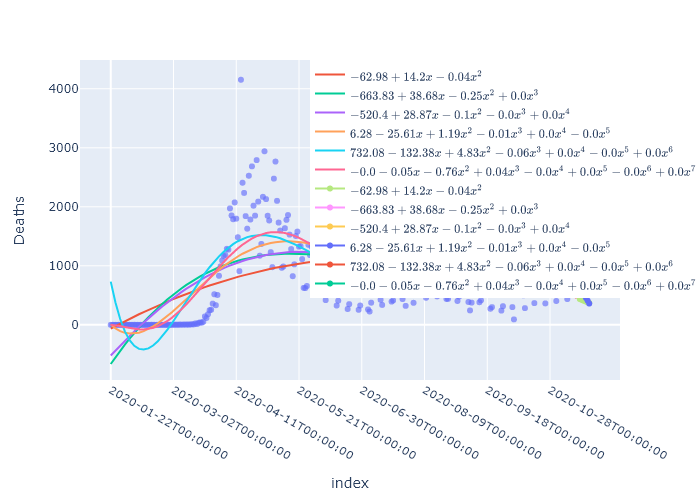 4000
3000
2000
1000
0
Deaths
−62.98 + 14.2x − 0.04x²
−663.83 + 38.68x − 0.25x² + 0.0x³
−520.4 + 28.87x − 0.1x² − 0.0x³ + 0.0x⁴
6.28 − 25.61x + 1.19x² − 0.01x³ + 0.0x⁴ − 0.0x⁵
732.08 − 132.38x + 4.83x² − 0.06x³ + 0.0x⁴ − 0.0x⁵ + 0.0x⁶
−0.0 − 0.05x − 0.76x² + 0.04x³ − 0.0x⁴ + 0.0x⁵ − 0.0x⁶ + 0.0x⁷
−62.98 + 14.2x − 0.04x²
−663.83 + 38.68x − 0.25x² + 0.0x³
−520.4 + 28.87x − 0.1x² − 0.0x³ + 0.0x⁴
6.28 − 25.61x + 1.19x² − 0.01x³ + 0.0x⁴ − 0.0x⁵
732.08 − 132.38x + 4.83x² − 0.06x³ + 0.0x⁴ − 0.0x⁵ + 0.0x⁶
−0.0 − 0.05x − 0.76x² + 0.04x³ − 0.0x⁴ + 0.0x⁵ − 0.0x⁶ + 0.0x⁷
2020-01-22T00:00:00
2020-03-02T00:00:00
2020-04-11T00:00:00
2020-05-21T00:00:00
2020-06-30T00:00:00
2020-08-09T00:00:00
2020-09-18T00:00:00
2020-10-28T00:00:00
index